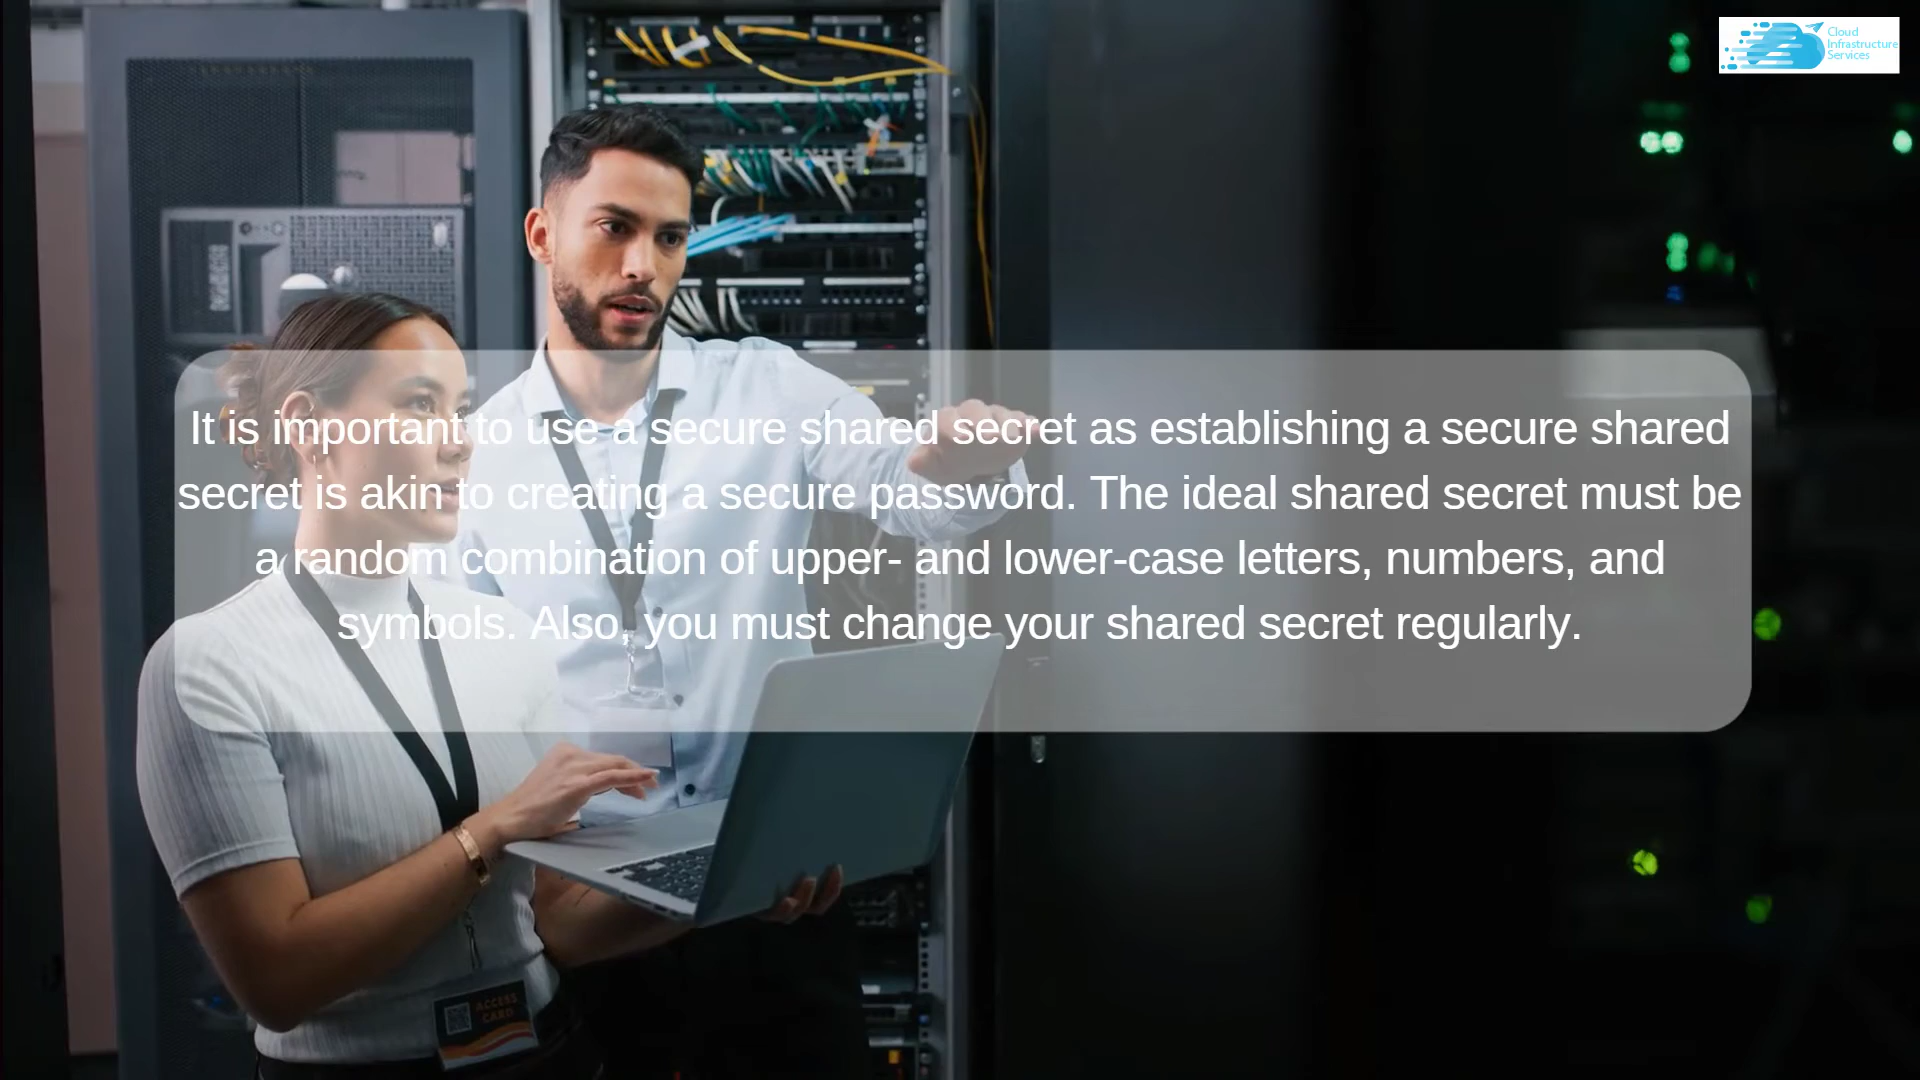 Cloud
Infrastructure
Services
It is important to use a secure shared secret as establishing a secure shared
secret is akin to creating a secure password. The ideal shared secret must be
a random combination of upper- and lower-case letters, numbers, and
symbols. Also, you must change your shared secret regularly.
ACCESS
CARD